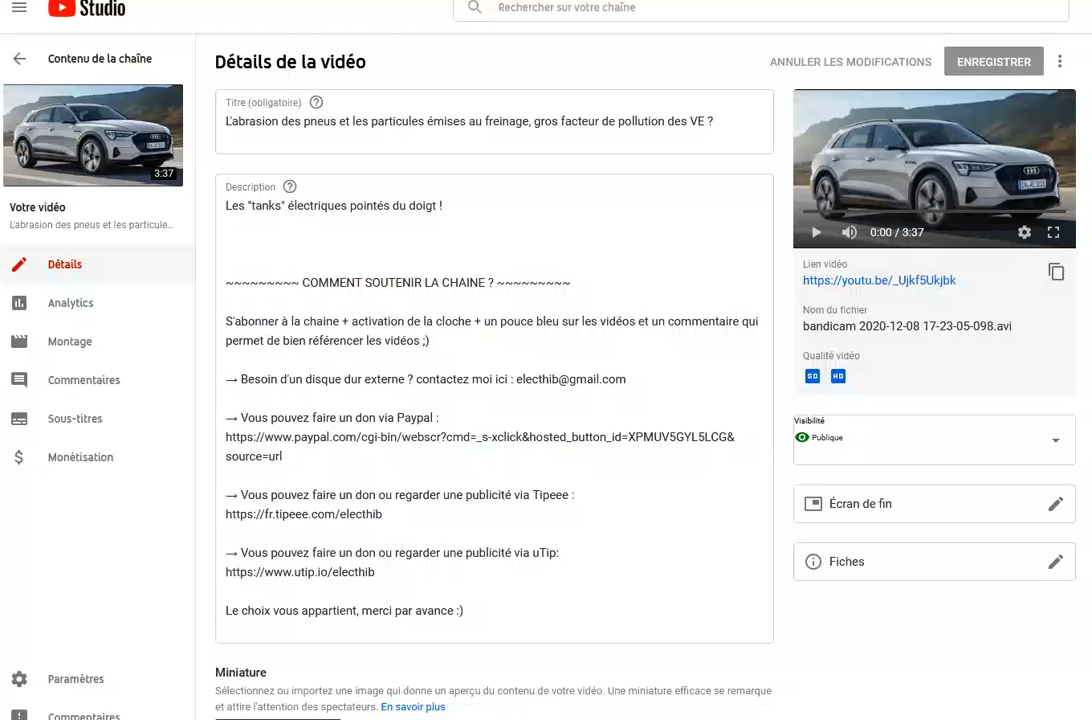 Studio
Rechercher sur votre chaîne
Contenu de la chaîne
3:37
Votre vidéo
L'abrasion des pneus et les particule...
Détails
Analytics
Montage
Commentaires
Sous-titres
Monétisation
Paramètres
Commentaires
Détails de la vidéo
ANNULER LES MODIFICATIONS
ENREGISTRER
Titre (obligatoire)
L'abrasion des pneus et les particules émises au freinage, gros facteur de pollution des VE ?
Description
Les "tanks" électriques pointés du doigt !
~~~~~~~~~ COMMENT SOUTENIR LA CHAINE ? ~~~~~~~~~
S'abonner à la chaine + activation de la cloche + un pouce bleu sur les vidéos et un commentaire qui
permet de bien référencer les vidéos ;)
→ Besoin d'un disque dur externe ? contactez moi ici : electhib@gmail.com
→ Vous pouvez faire un don via Paypal :
https://www.paypal.com/cgi-bin/webscr?cmd=_s-xclick&hosted_button_id=XPMUV5GYL5LCG&
source=url
→ Vous pouvez faire un don ou regarder une publicité via Tipeee :
https://fr.tipeee.com/electhib
→ Vous pouvez faire un don ou regarder une publicité via uTip:
https://www.utip.io/electhib
Le choix vous appartient, merci par avance :)
Miniature
Sélectionnez ou importez une image qui donne un aperçu du contenu de votre vidéo. Une miniature efficace se remarque
et attire l'attention des spectateurs. En savoir plus
0:00 / 3:37
Lien vidéo
https://youtu.be/_Ujkf5Ukjbk
Nom du fichier
bandicam 2020-12-08 17-23-05-098.avi
Qualité vidéo
SD HD
Visibilité
Publique
Écran de fin
Fiches